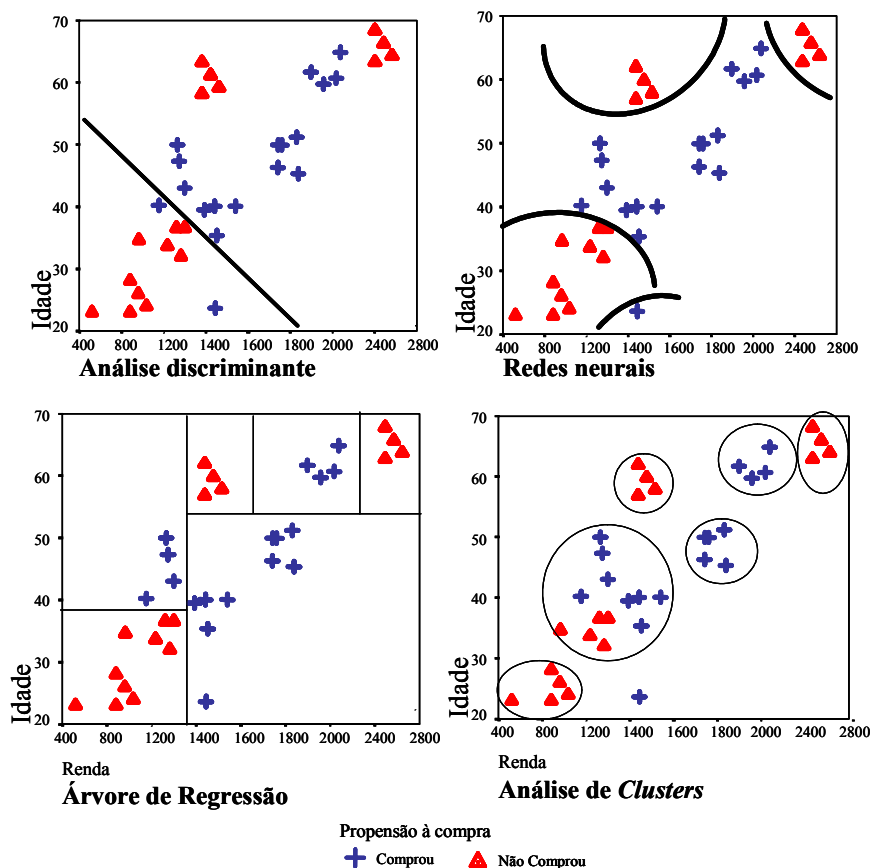 70
60
50
40
30
20
Idade
400 800 1200 1600 2000 2400 2800
Análise discriminante
70
60
50
40
30
20
Idade
400 800 1200 1600 2000 2400 2800
Redes neurais
70
60
50
40
30
20
Idade
400 800 1200 1600 2000 2400 2800
Renda
Árvore de Regressão
70
60
50
40
30
20
Idade
400 800 1200 1600 2000 2400 2800
Renda
Análise de Clusters
Propensão à compra
Comprou Não Comprou